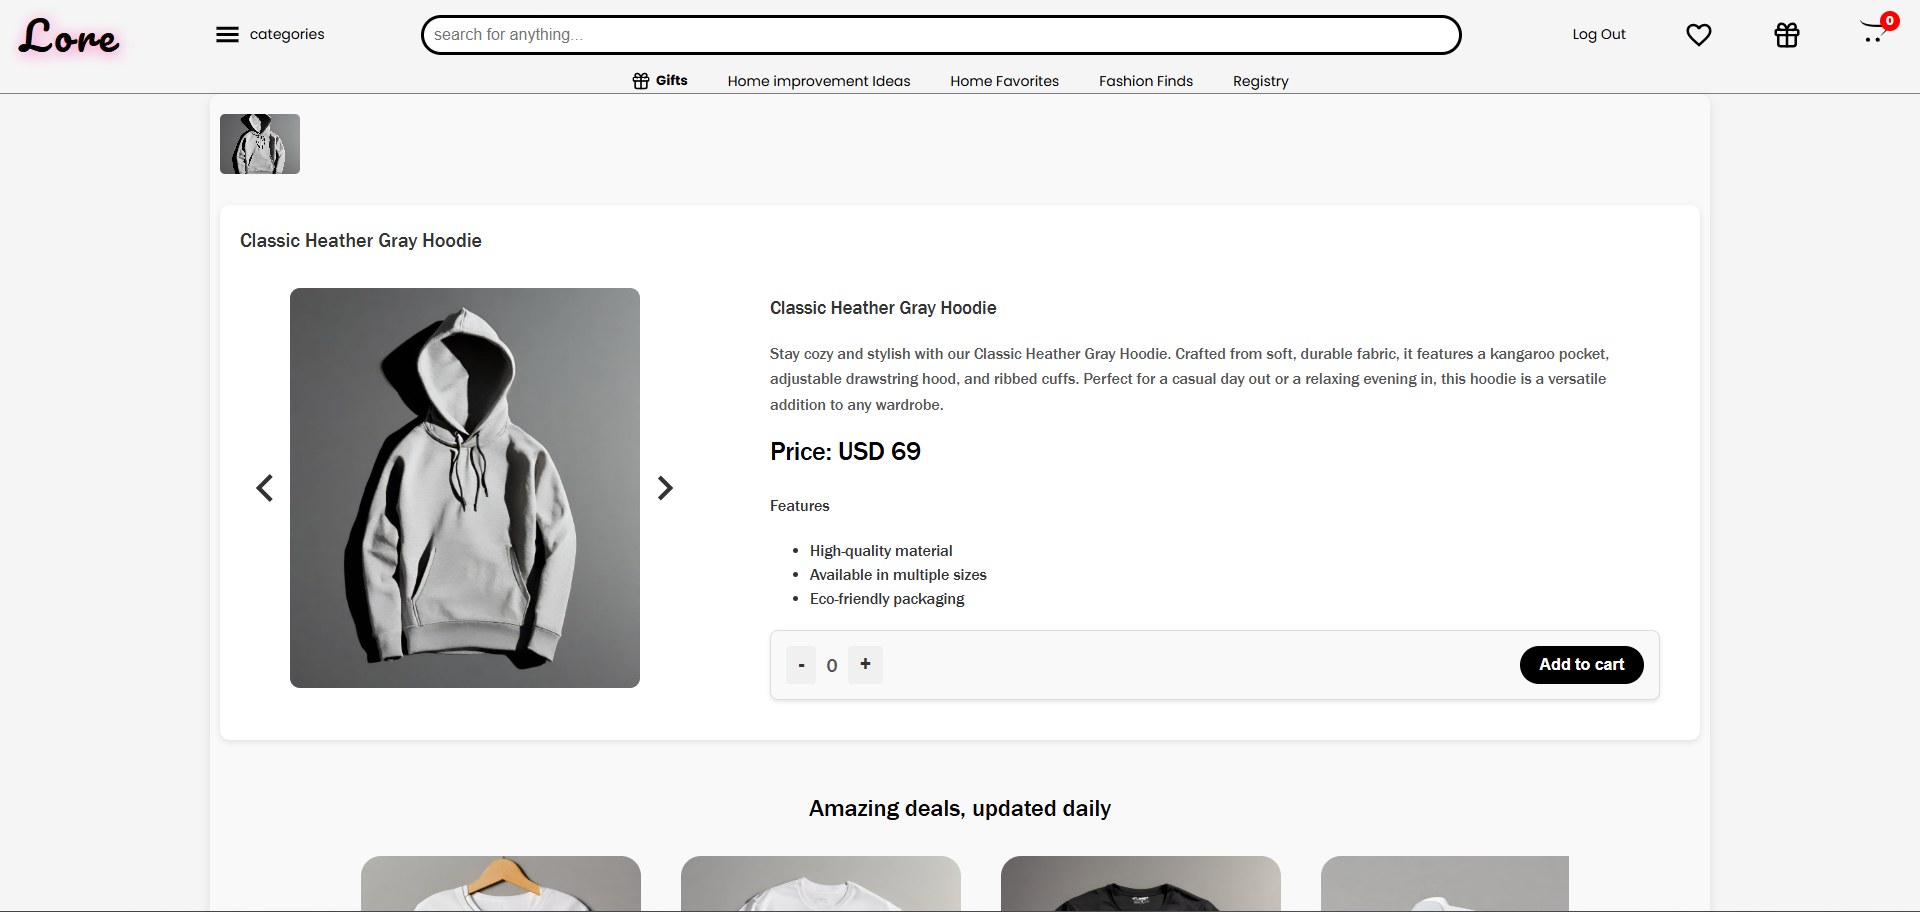 Lore
categories
search for anything...
Log Out
0
Gifts
Home improvement Ideas
Home Favorites
Fashion Finds
Registry
Classic Heather Gray Hoodie
Classic Heather Gray Hoodie
Stay cozy and stylish with our Classic Heather Gray Hoodie. Crafted from soft, durable fabric, it features a kangaroo pocket,
adjustable drawstring hood, and ribbed cuffs. Perfect for a casual day out or a relaxing evening in, this hoodie is a versatile
addition to any wardrobe.
Price: USD 69
Features
• High-quality material
• Available in multiple sizes
• Eco-friendly packaging
- 0 +
Add to cart
Amazing deals, updated daily